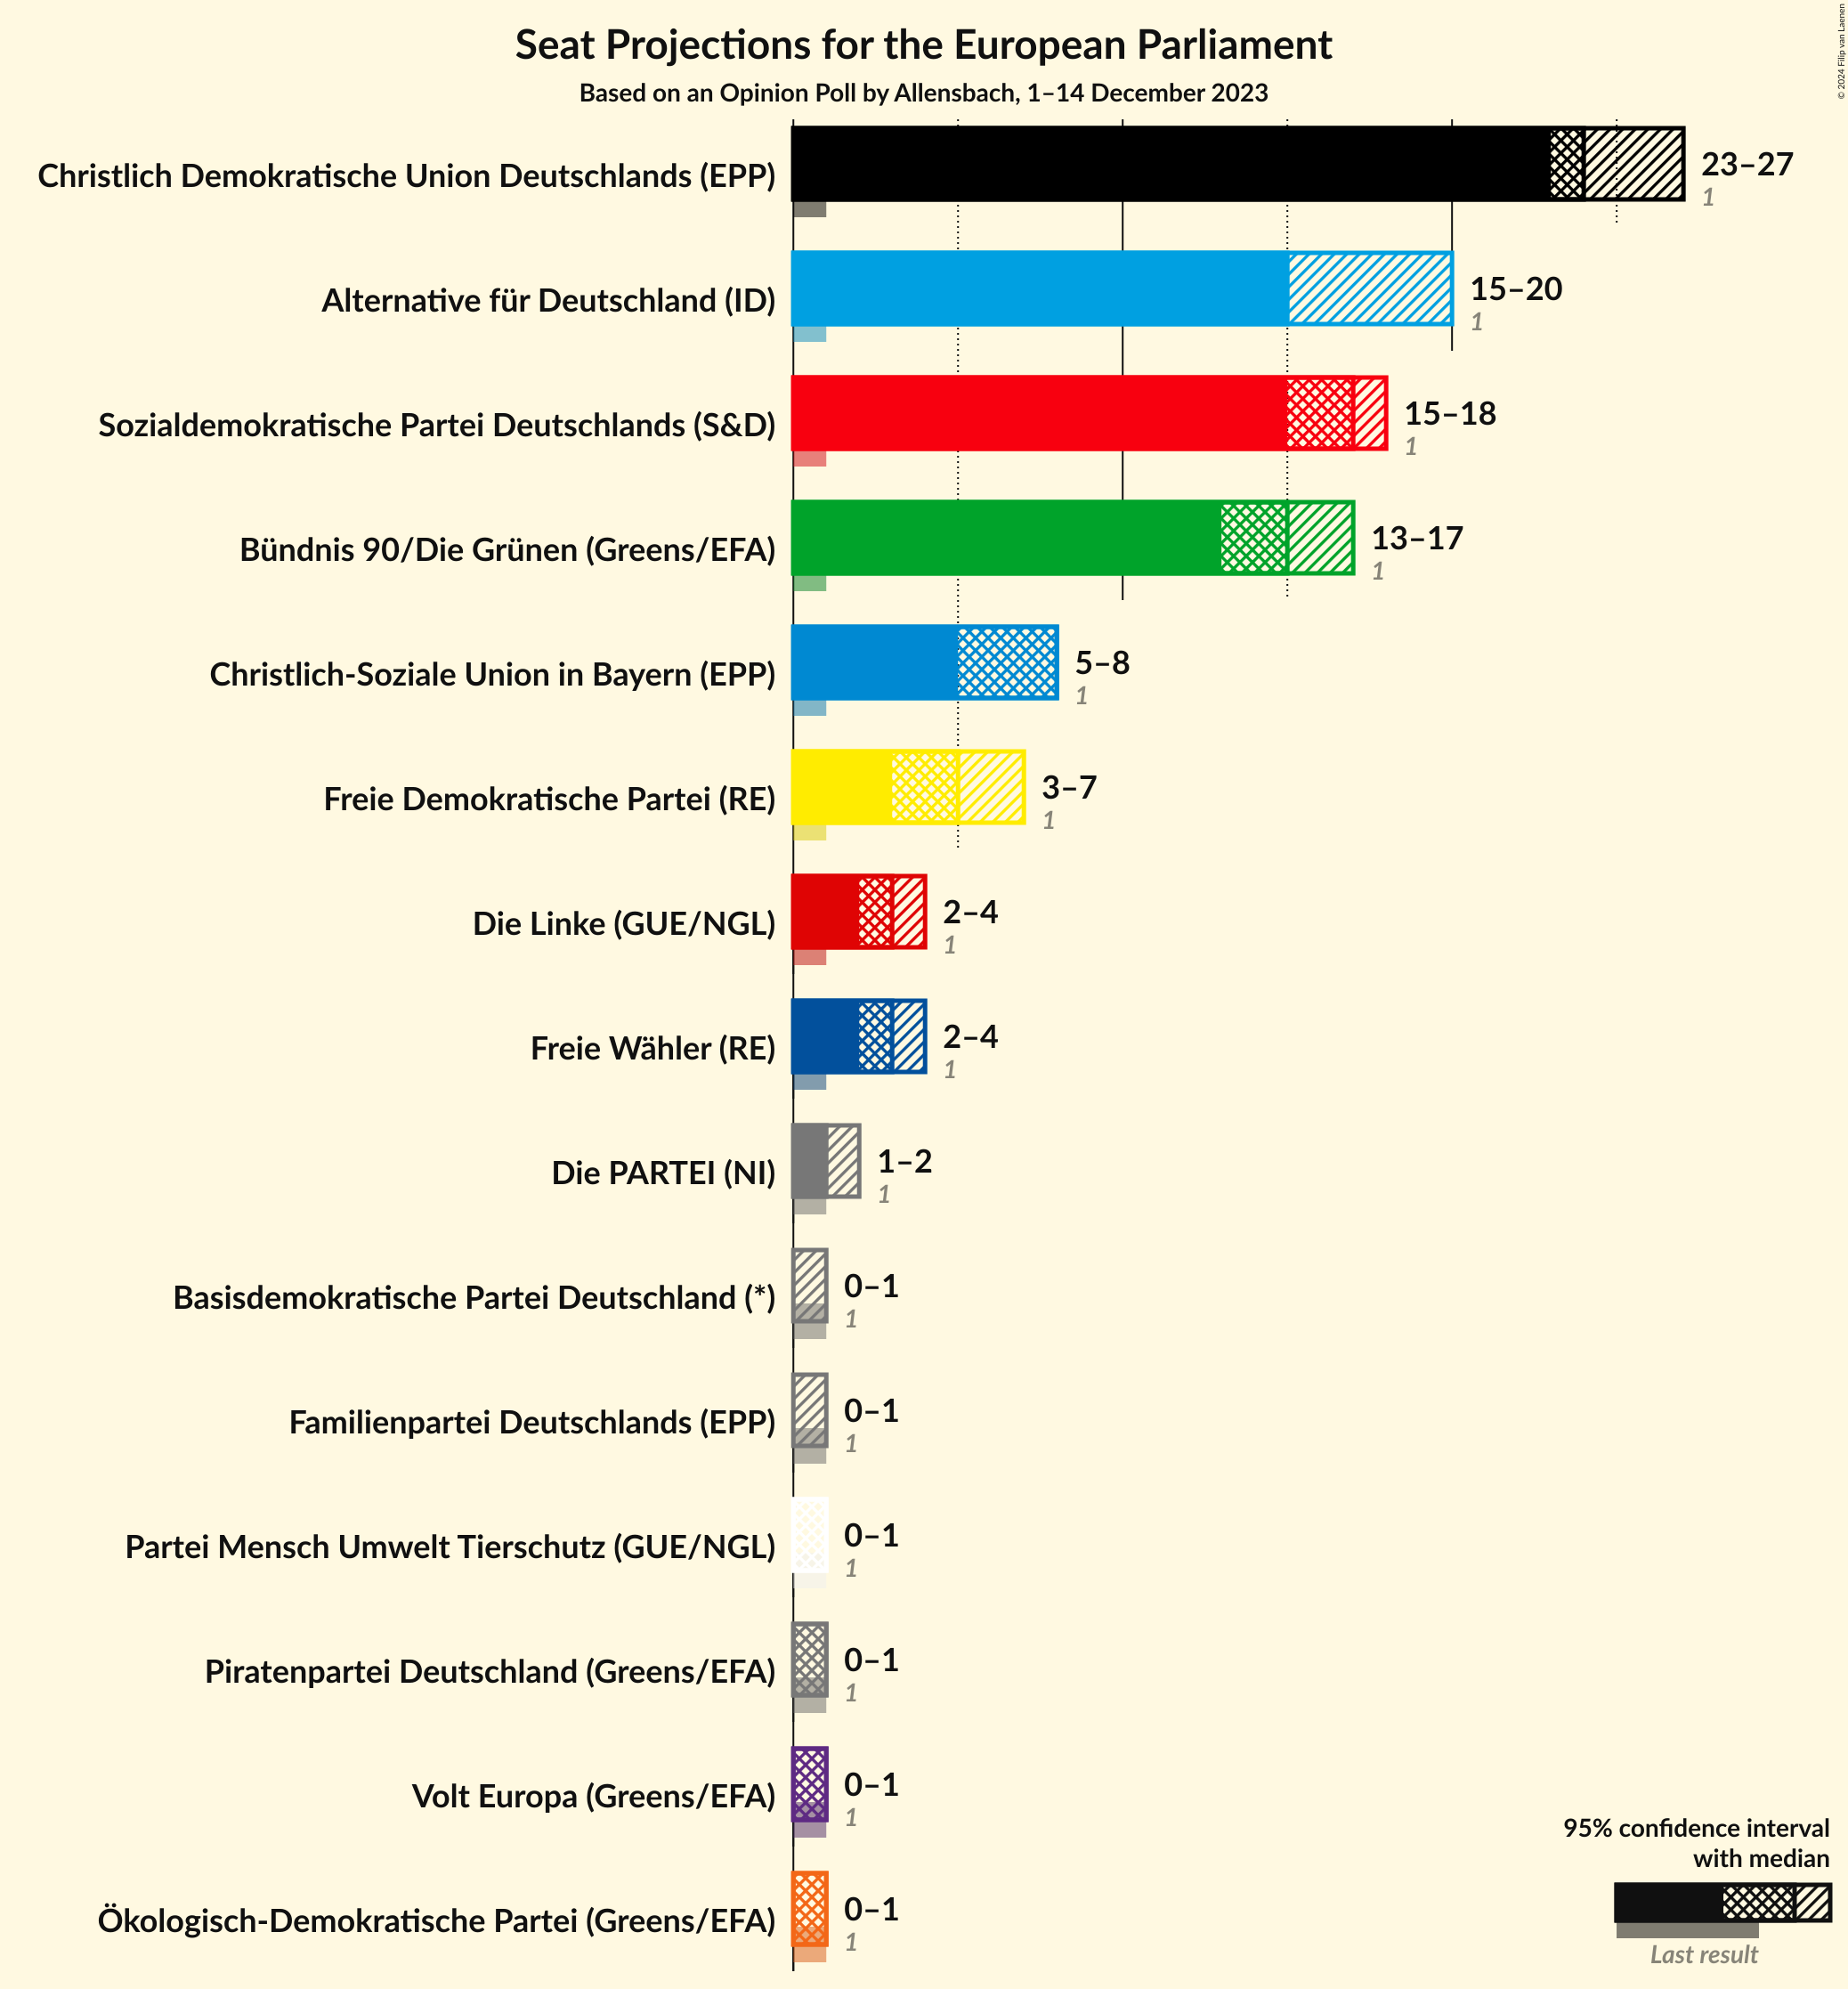 Seat Projections for the European Parliament
Based on an Opinion Poll by Allensbach, 1–14 December 2023
© 2024 Filip van Laenen
Christlich Demokratische Union Deutschlands (EPP)
23–27
1
Alternative für Deutschland (ID)
15–20
1
Sozialdemokratische Partei Deutschlands (S&D)
15–18
1
Bündnis 90/Die Grünen (Greens/EFA)
13–17
1
Christlich-Soziale Union in Bayern (EPP)
5–8
1
Freie Demokratische Partei (RE)
3–7
1
Die Linke (GUE/NGL)
2–4
1
Freie Wähler (RE)
2–4
1
Die PARTEI (NI)
1–2
1
Basisdemokratische Partei Deutschland (*)
0–1
1
Familienpartei Deutschlands (EPP)
0–1
1
Partei Mensch Umwelt Tierschutz (GUE/NGL)
0–1
1
Piratenpartei Deutschland (Greens/EFA)
0–1
1
Volt Europa (Greens/EFA)
0–1
1
Ökologisch-Demokratische Partei (Greens/EFA)
0–1
1
95% confidence interval
with median
Last result